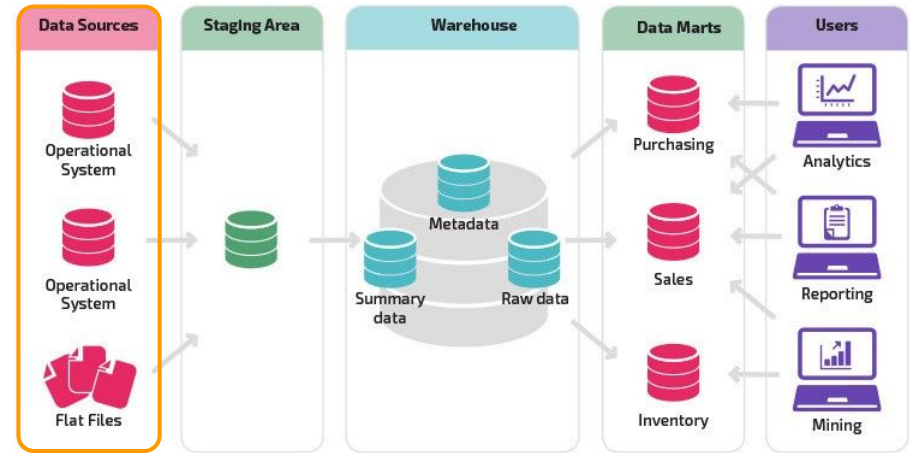 Data Sources
Staging Area
Warehouse
Data Marts
Users
Operational
System
Operational
System
Flat Files
Metadata
Summary
data
Raw data
Purchasing
Sales
Inventory
Analytics
Reporting
Mining